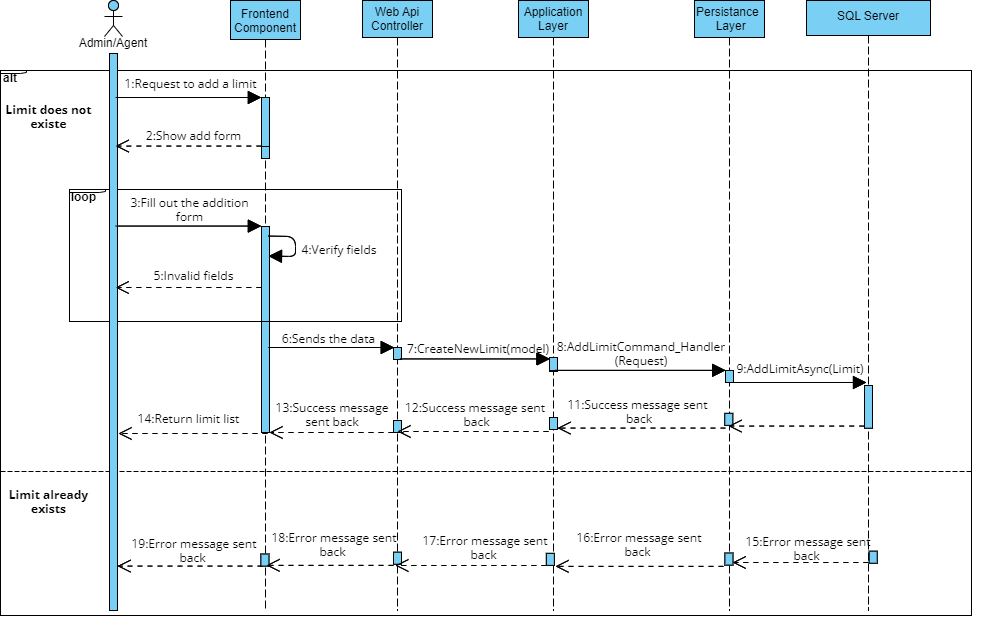 Admin/Agent
Frontend
Component
Web Api
Controller
Application
Layer
Persistance
Layer
SQL Server
alt
Limit does not
existe
1:Request to add a limit
2:Show add form
loop
3:Fill out the addition
form
4:Verify fields
5:Invalid fields
6:Sends the data
7:CreateNewLimit(model)
8:AddLimitCommand_Handler
(Request)
9:AddLimitAsync(Limit)
11:Success message sent
back
12:Success message sent
back
13:Success message
sent back
14:Return limit list
Limit already
exists
15:Error message sent
back
16:Error message sent
back
17:Error message sent
back
18:Error message sent
back
19:Error message sent
back